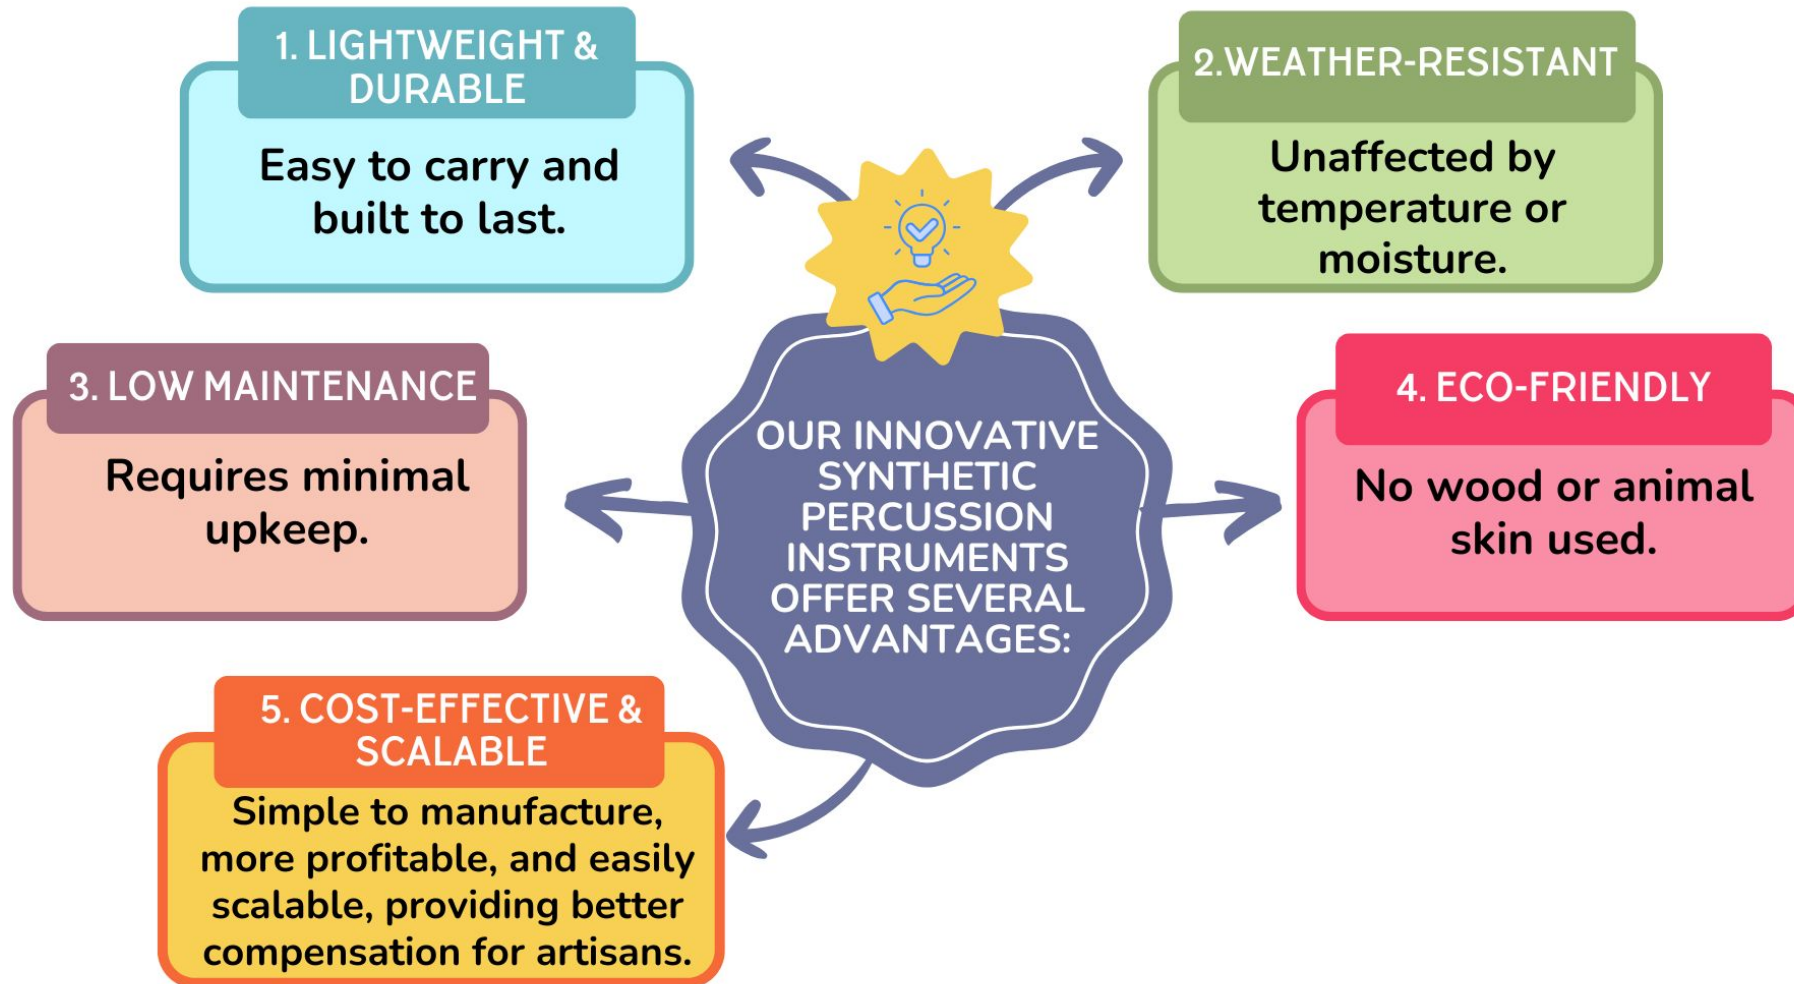 1. LIGHTWEIGHT &
DURABLE
Easy to carry and
built to last.
2.WEATHER-RESISTANT
Unaffected by
temperature or
moisture.
3. LOW MAINTENANCE
Requires minimal
upkeep.
OUR INNOVATIVE
SYNTHETIC
PERCUSSION
INSTRUMENTS
OFFER SEVERAL
ADVANTAGES:
4. ECO-FRIENDLY
No wood or animal
skin used.
5. COST-EFFECTIVE &
SCALABLE
Simple to manufacture,
more profitable, and easily
scalable, providing better
compensation for artisans.